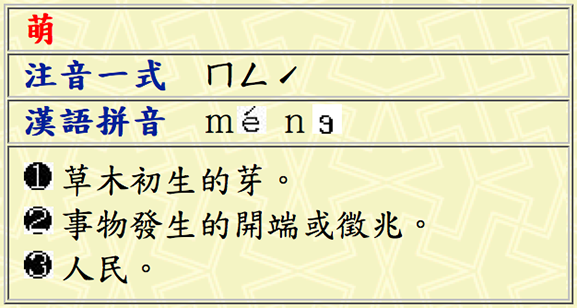 萌
注音一式 ㄇㄥˊ
漢語拼音 méng
❶草木初生的芽。
❷事物發生的開端或徵兆。
❸人民。